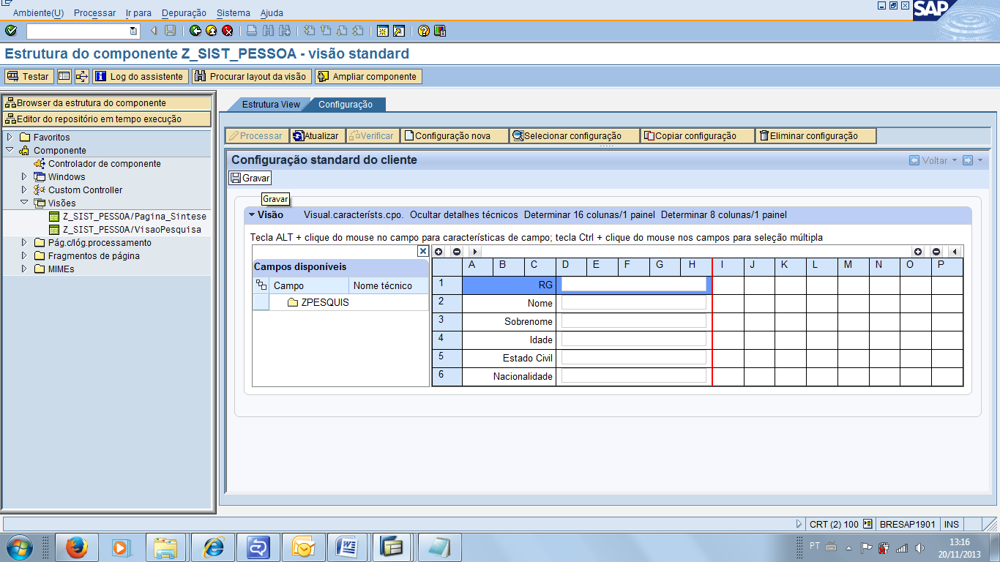 Ambiente(U) Processar Ir para Depuração Sistema Ajuda
SAP
Estrutura do componente Z_SIST_PESSOA - visão standard
Testar Log do assistente Procurar layout da visão Ampliar componente
Browser da estrutura do componente
Editor do repositório em tempo execução
Favoritos
Componente
Controlador de componente
Windows
Custom Controller
Visões
Z_SIST_PESSOA/Pagina_Sintese
Z_SIST_PESSOA/VisaoPesquisa
Pág.c/lóg.processamento
Fragmentos de página
MIMEs
Estrutura View Configuração
Processar Atualizar Verificar Configuração nova Selecionar configuração Copiar configuração Eliminar configuração
Configuração standard do cliente Voltar
Gravar
Gravar
Visão Visual.característs.cpo. Ocultar detalhes técnicos Determinar 16 colunas/1 painel Determinar 8 colunas/1 painel
Tecla ALT + clique do mouse no campo para características de campo; tecla Ctrl + clique do mouse nos campos para seleção múltipla
Campos disponíveis
Campo Nome técnico
ZPESQUIS
A B C D E F G H I J K L M N O P
1 RG
2 Nome
3 Sobrenome
4 Idade
5 Estado Civil
6 Nacionalidade
CRT (2) 100 BRESAP1901 INS
PT 13:16
20/11/2013